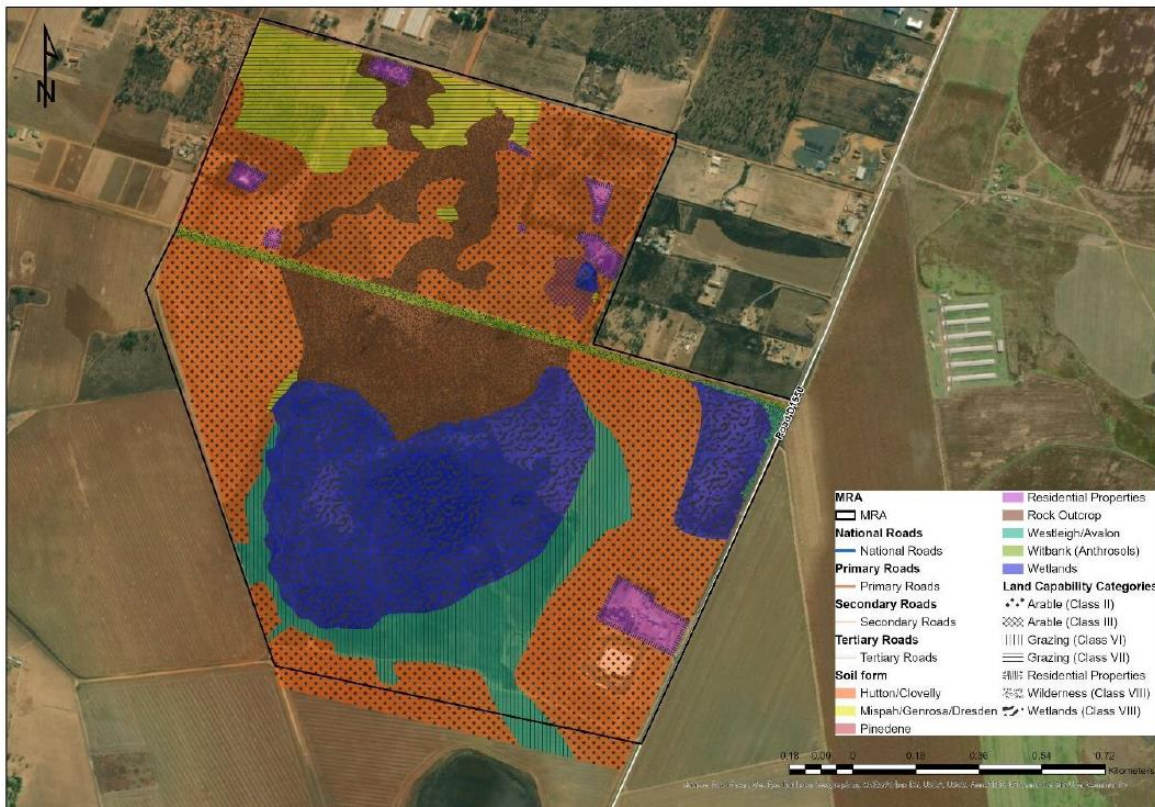 N
Road D1550
MRA
MRA
National Roads
National Roads
Primary Roads
Primary Roads
Secondary Roads
Secondary Roads
Tertiary Roads
Tertiary Roads
Soil form
Hutton/Clovelly
Mispah/Genrosa/Dresden
Pinedene
Residential Properties
Rock Outcrop
Westleigh/Avalon
Witbank (Anthrosols)
Wetlands
Land Capability Categories
Arable (Class II)
Arable (Class III)
Grazing (Class VI)
Grazing (Class VII)
Residential Properties
Wilderness (Class VIII)
Wetlands (Class VIII)
0.18 0.09 0 0.18 0.36 0.54 0.72
Kilometers